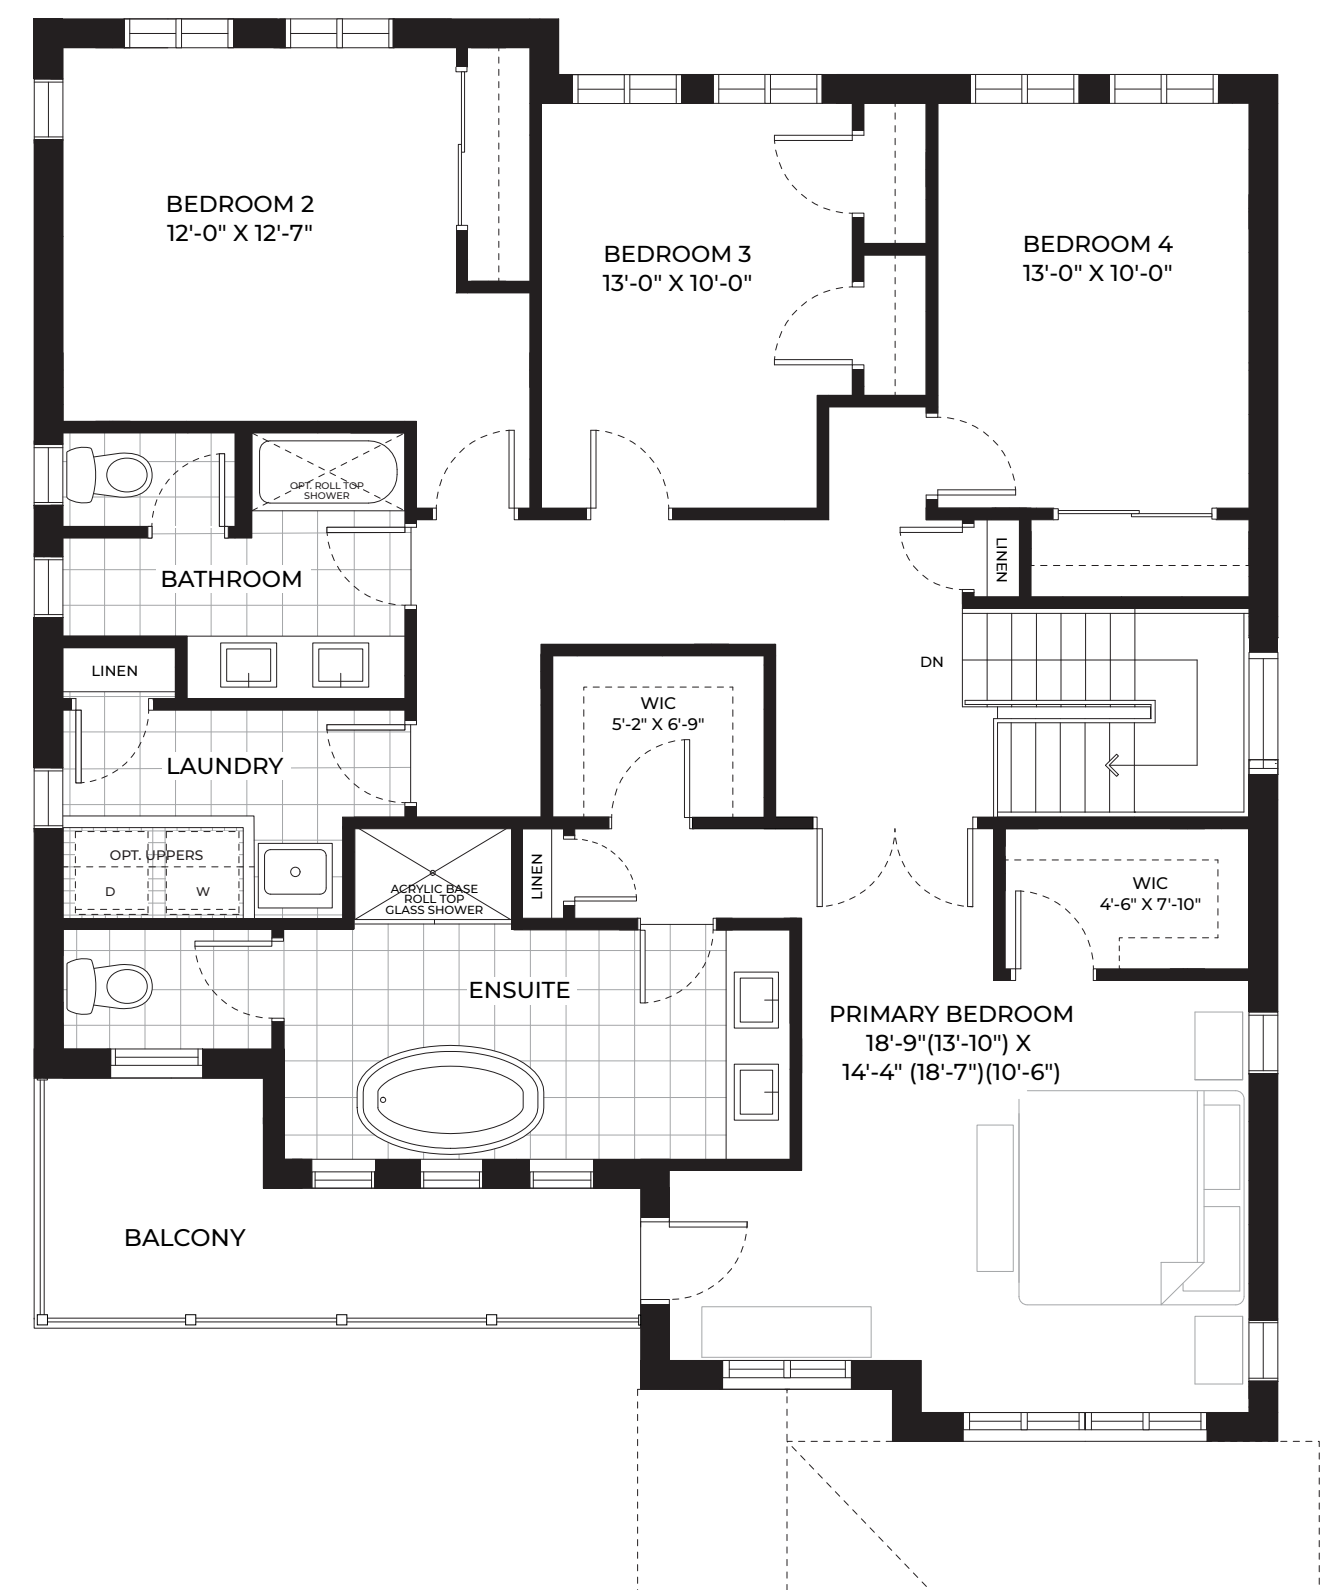 BEDROOM 2
12'-0" X 12'-7"
BEDROOM 3
13'-0" X 10'-0"
BEDROOM 4
13'-0" X 10'-0"
OPT. ROLL TOP
SHOWER
BATHROOM
LINEN
LINEN
DN
WIC
5'-2" X 6'-9"
LAUNDRY
OPT. UPPERS
D
W
ACRYLIC BASE
ROLL TOP
GLASS SHOWER
LINEN
WIC
4'-6" X 7'-10"
ENSUITE
PRIMARY BEDROOM
18'-9"(13'-10") X
14'-4" (18'-7")(10'-6")
BALCONY